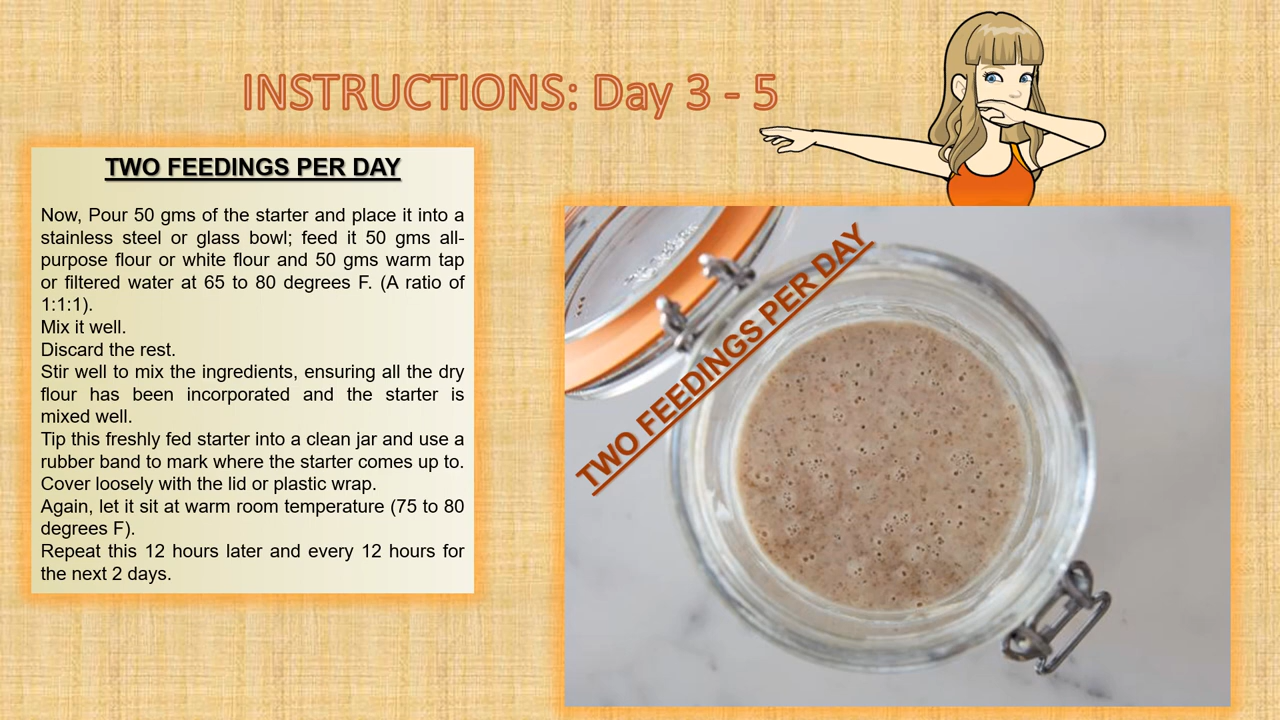 INSTRUCTIONS: Day 3 - 5
TWO FEEDINGS PER DAY
Now, Pour 50 gms of the starter and place it into a
stainless steel or glass bowl; feed it 50 gms all-
purpose flour or white flour and 50 gms warm tap
or filtered water at 65 to 80 degrees F. (A ratio of
1:1:1).
Mix it well.
Discard the rest.
Stir well to mix the ingredients, ensuring all the dry
flour has been incorporated and the starter is
mixed well.
Tip this freshly fed starter into a clean jar and use a
rubber band to mark where the starter comes up to.
Cover loosely with the lid or plastic wrap.
Again, let it sit at warm room temperature (75 to 80
degrees F).
Repeat this 12 hours later and every 12 hours for
the next 2 days.
TWO FEEDINGS PER DAY